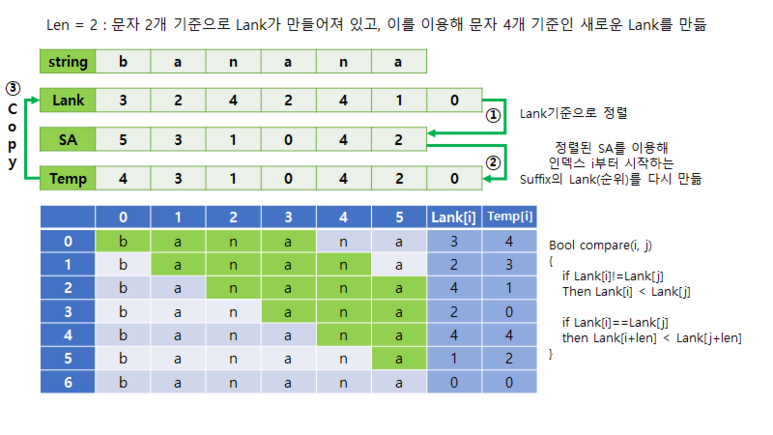 Len = 2 : 문자 2개 기준으로 Lank가 만들어져 있고, 이를 이용해 문자 4개 기준인 새로운 Lank를 만듦
string b a n a n a
③ Copy
Lank 3 2 4 2 4 1 0
① Lank기준으로 정렬
SA 5 3 1 0 4 2
② 정렬된 SA를 이용해
인덱스 i부터 시작하는
Suffix의 Lank(순위)를 다시 만듦
Temp 4 3 1 0 4 2 0
0 1 2 3 4 5 Lank[i] Temp[i]
0 b a n a n a 3 4
1 b a n a n a 2 3
2 b a n a n a 4 1
3 b a n a n a 2 0
4 b a n a n a 4 4
5 b a n a n a 1 2
6 b a n a n a 0 0
Bool compare(i, j)
{
if Lank[i]!=Lank[j]
Then Lank[i] < Lank[j]
if Lank[i]==Lank[j]
then Lank[i+len] < Lank[j+len]
}